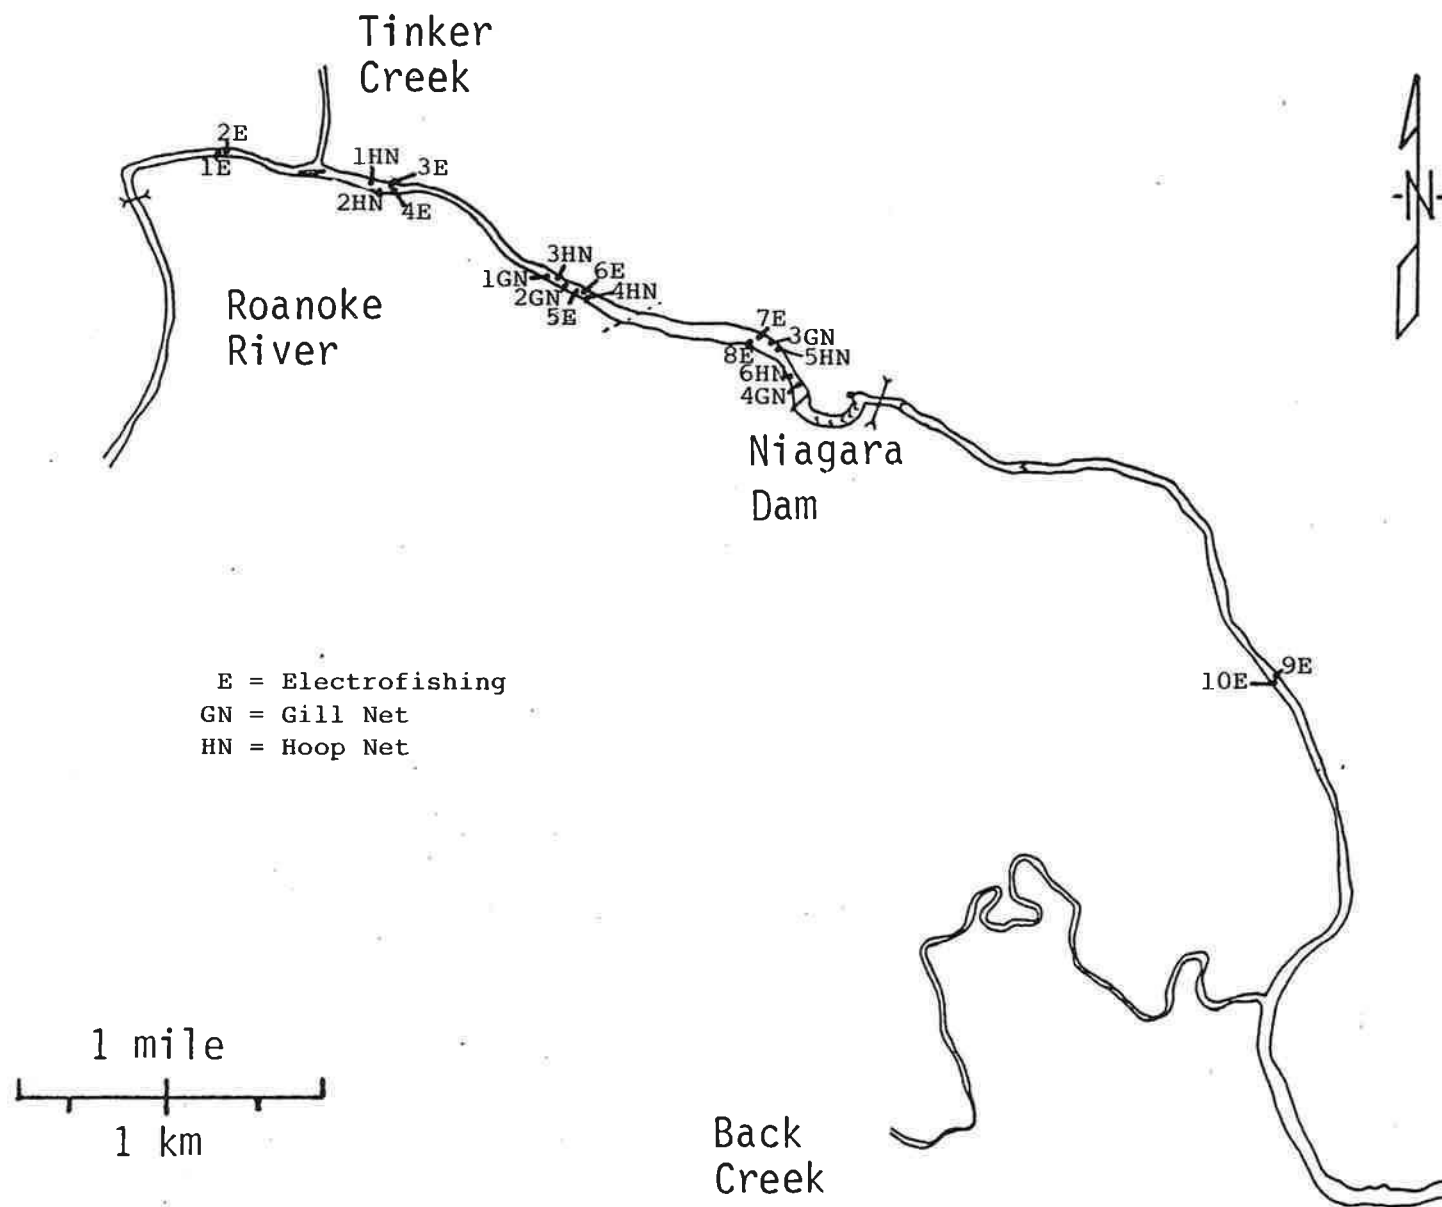 Tinker
Creek
2E
1E
1HN
3E
2HN
4E
N
3HN
1GN
6E
2GN
4HN
5E
Roanoke
River
7E
3GN
8E
5HN
6HN
4GN
Niagara
Dam
9E
10E
E = Electrofishing
GN = Gill Net
HN = Hoop Net
1 mile
1 km
Back
Creek